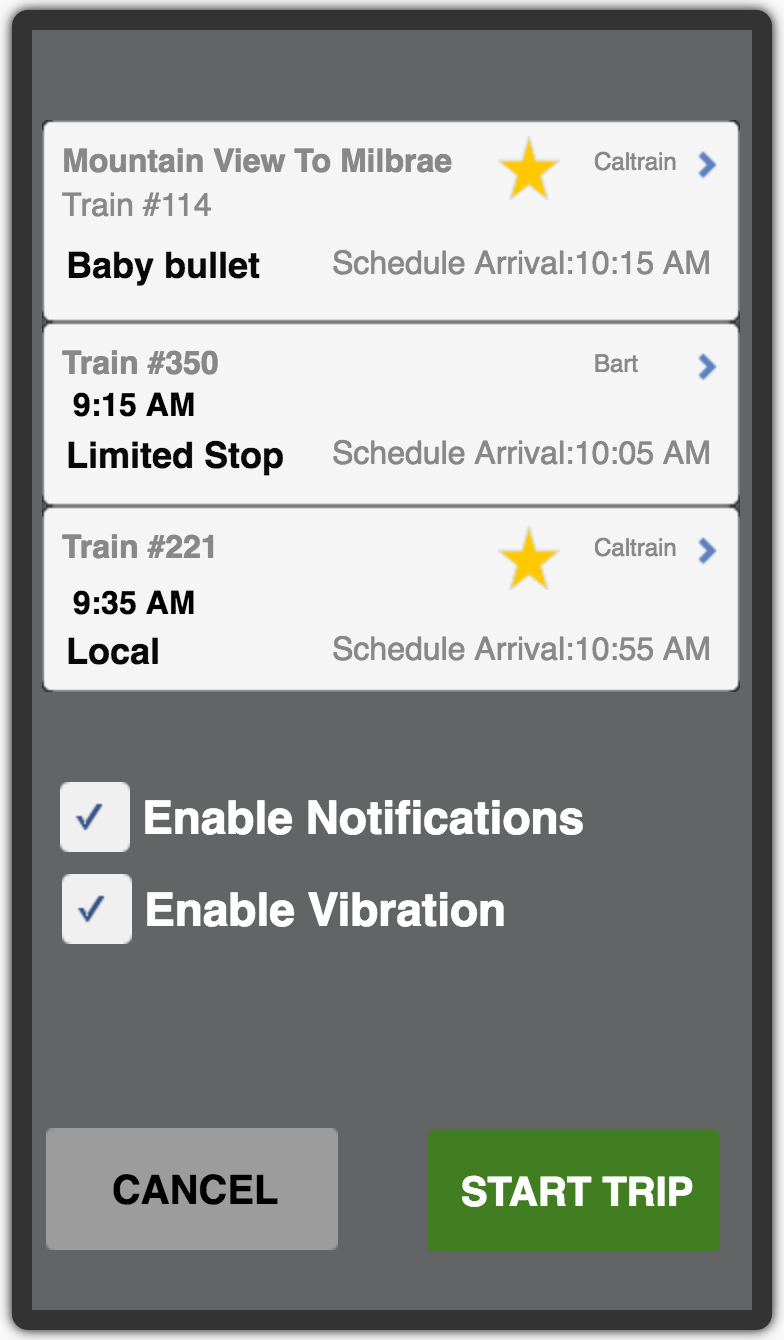 Mountain View To Milbrae Caltrain
Train #114
Baby bullet Schedule Arrival:10:15 AM
Train #350 Bart
9:15 AM
Limited Stop Schedule Arrival:10:05 AM
Train #221 Caltrain
9:35 AM
Local Schedule Arrival:10:55 AM
Enable Notifications
Enable Vibration
CANCEL START TRIP